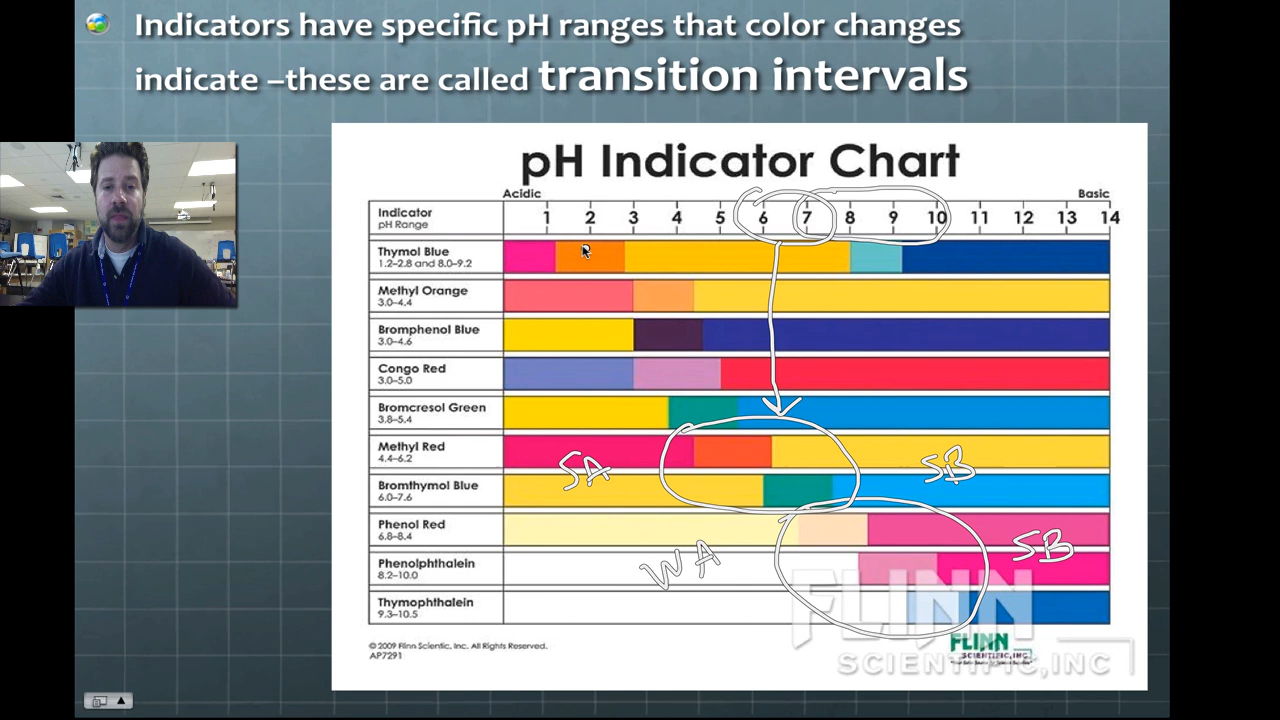 Indicators have specific pH ranges that color changes
indicate –these are called transition intervals
pH Indicator Chart
Acidic Basic
Indicator
pH Range
1 2 3 4 5 6 7 8 9 10 11 12 13 14
Thymol Blue
1.2–2.8 and 8.0–9.2
Methyl Orange
3.0–4.4
Bromphenol Blue
3.0–4.6
Congo Red
3.0–5.0
Bromcresol Green
3.8–5.4
Methyl Red
4.4–6.2
SA SB
Bromthymol Blue
6.0–7.6
Phenol Red
6.8–8.4
WA SB
Phenolphthalein
8.2–10.0
Thymophthalein
9.3–10.5
FLINN
SCIENTIFIC, INC
FLINN
SCIENTIFIC, INC.
© 2009 Flinn Scientific, Inc. All Rights Reserved.
AP7291